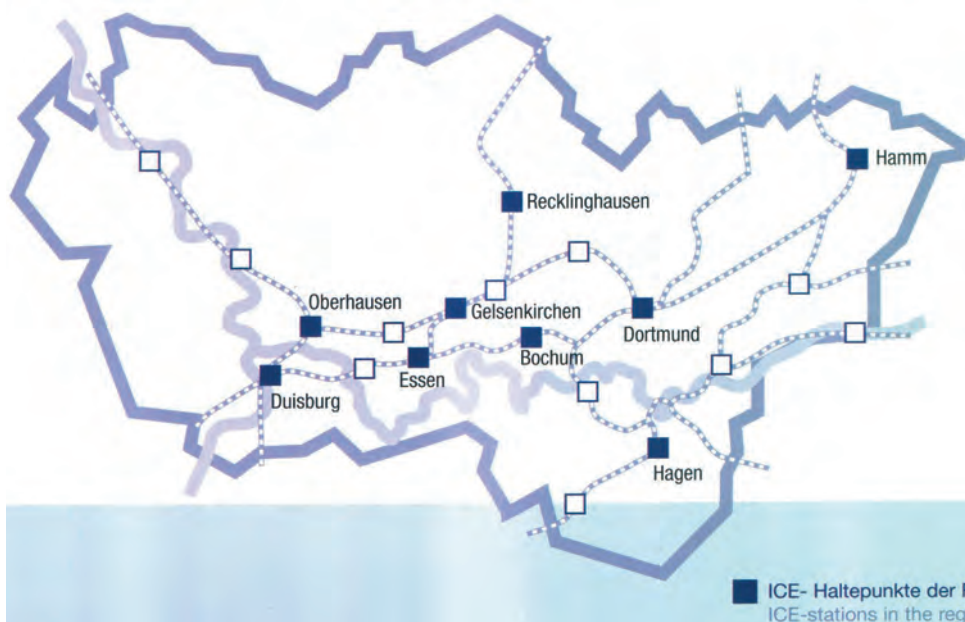 Hamm
Recklinghausen
Oberhausen
Gelsenkirchen
Dortmund
Bochum
Essen
Duisburg
Hagen
ICE- Haltepunkte der
ICE-stations in the